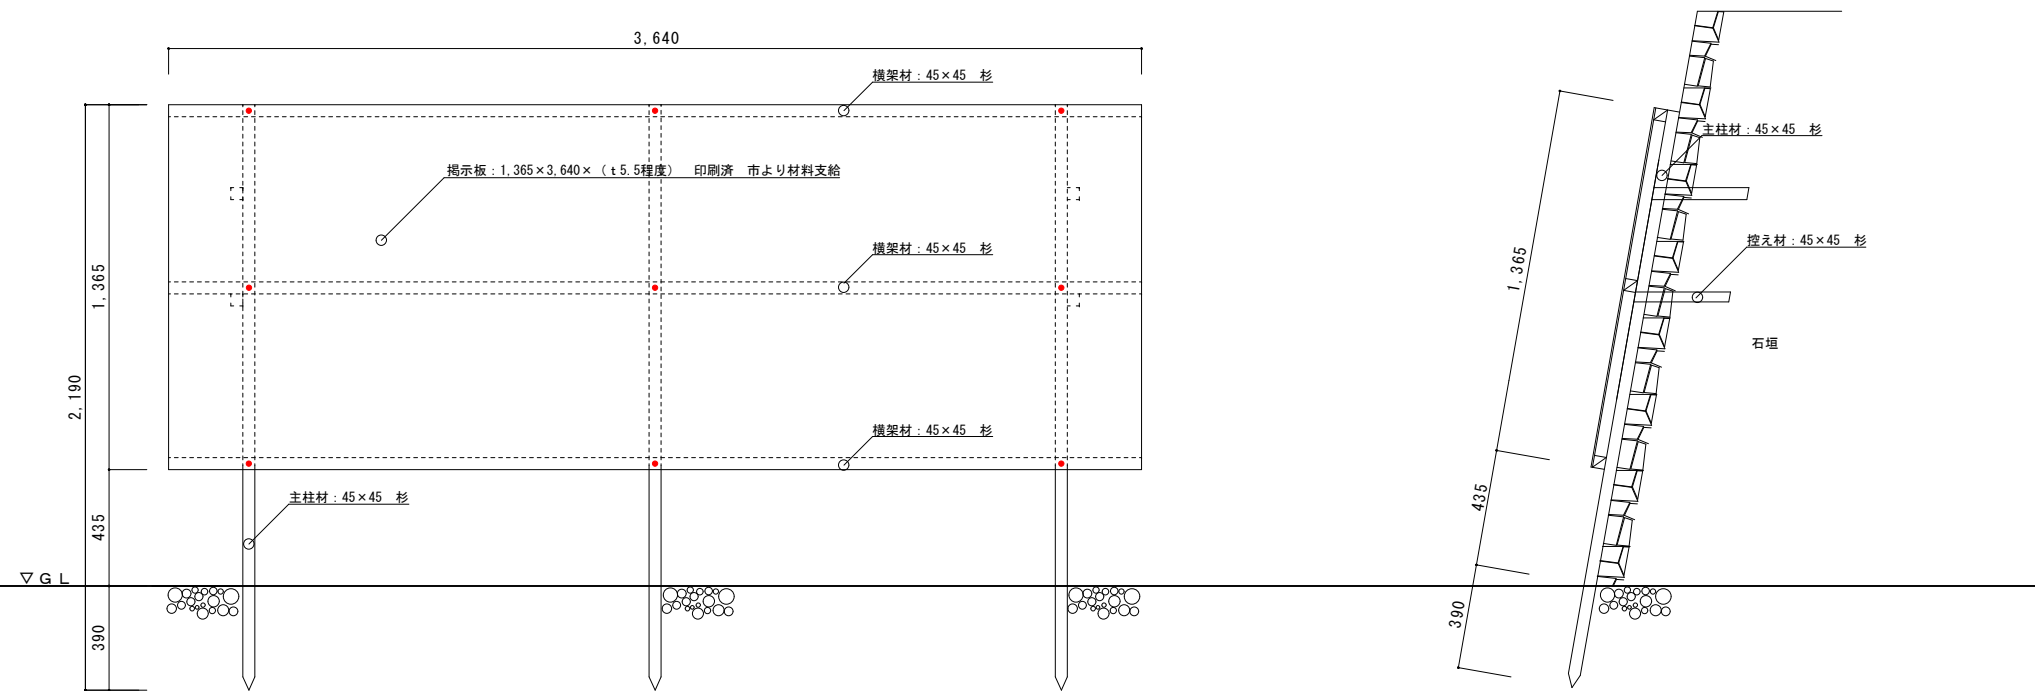 3,640
横架材：45×45　杉
掲示板：1,365×3,640×（ｔ5.5程度）　印刷済　市より材料支給
横架材：45×45　杉
1,365
2,190
横架材：45×45　杉
主柱材：45×45　杉
435
▽ＧＬ
390
主柱材：45×45　杉
控え材：45×45　杉
1,365
石垣
435
390